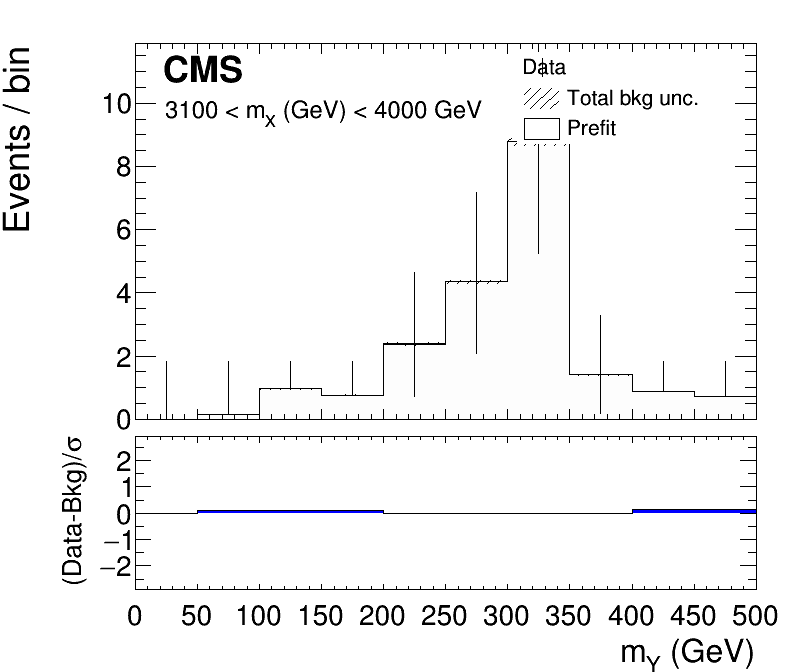 Events / bin
CMS
3100 < mX (GeV) < 4000 GeV
Data
Total bkg unc.
Prefit
10
8
6
4
2
0
(Data-Bkg)/σ
2
1
0
−1
−2
0 50 100 150 200 250 300 350 400 450 500
mY (GeV)